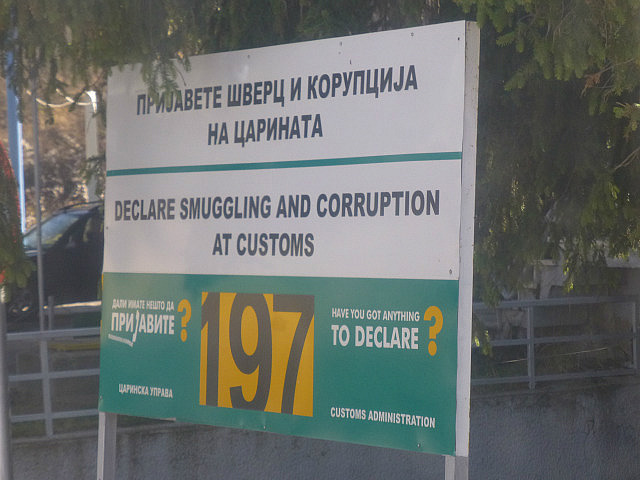 ПРИЈАВЕТЕ ШВЕРЦ И КОРУПЦИЈА
НА ЦАРИНАТА
DECLARE SMUGGLING AND CORRUPTION
AT CUSTOMS
ДАЛИ ИМАТЕ НЕШТО ДА
ПРИЈАВИТЕ ?
197
HAVE YOU GOT ANYTHING
TO DECLARE ?
ЦАРИНСКА УПРАВА
CUSTOMS ADMINISTRATION